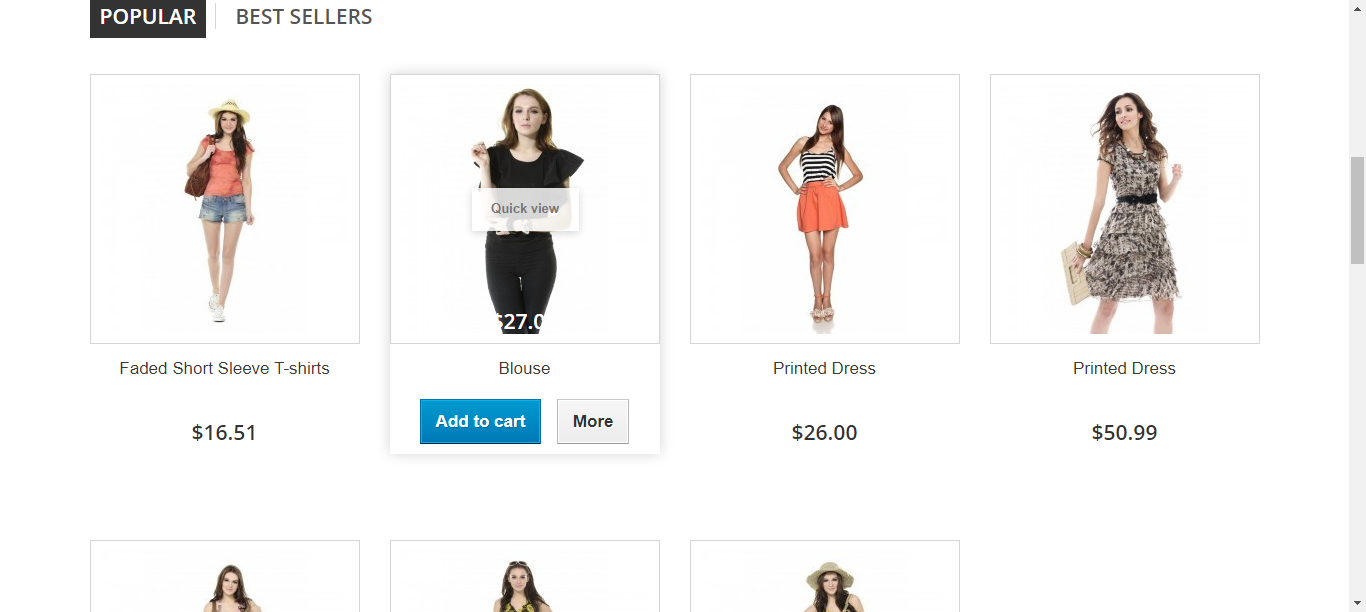 POPULAR
BEST SELLERS
Quick view
$27.0
Faded Short Sleeve T-shirts
Blouse
Printed Dress
Printed Dress
Add to cart
More
$16.51
$26.00
$50.99